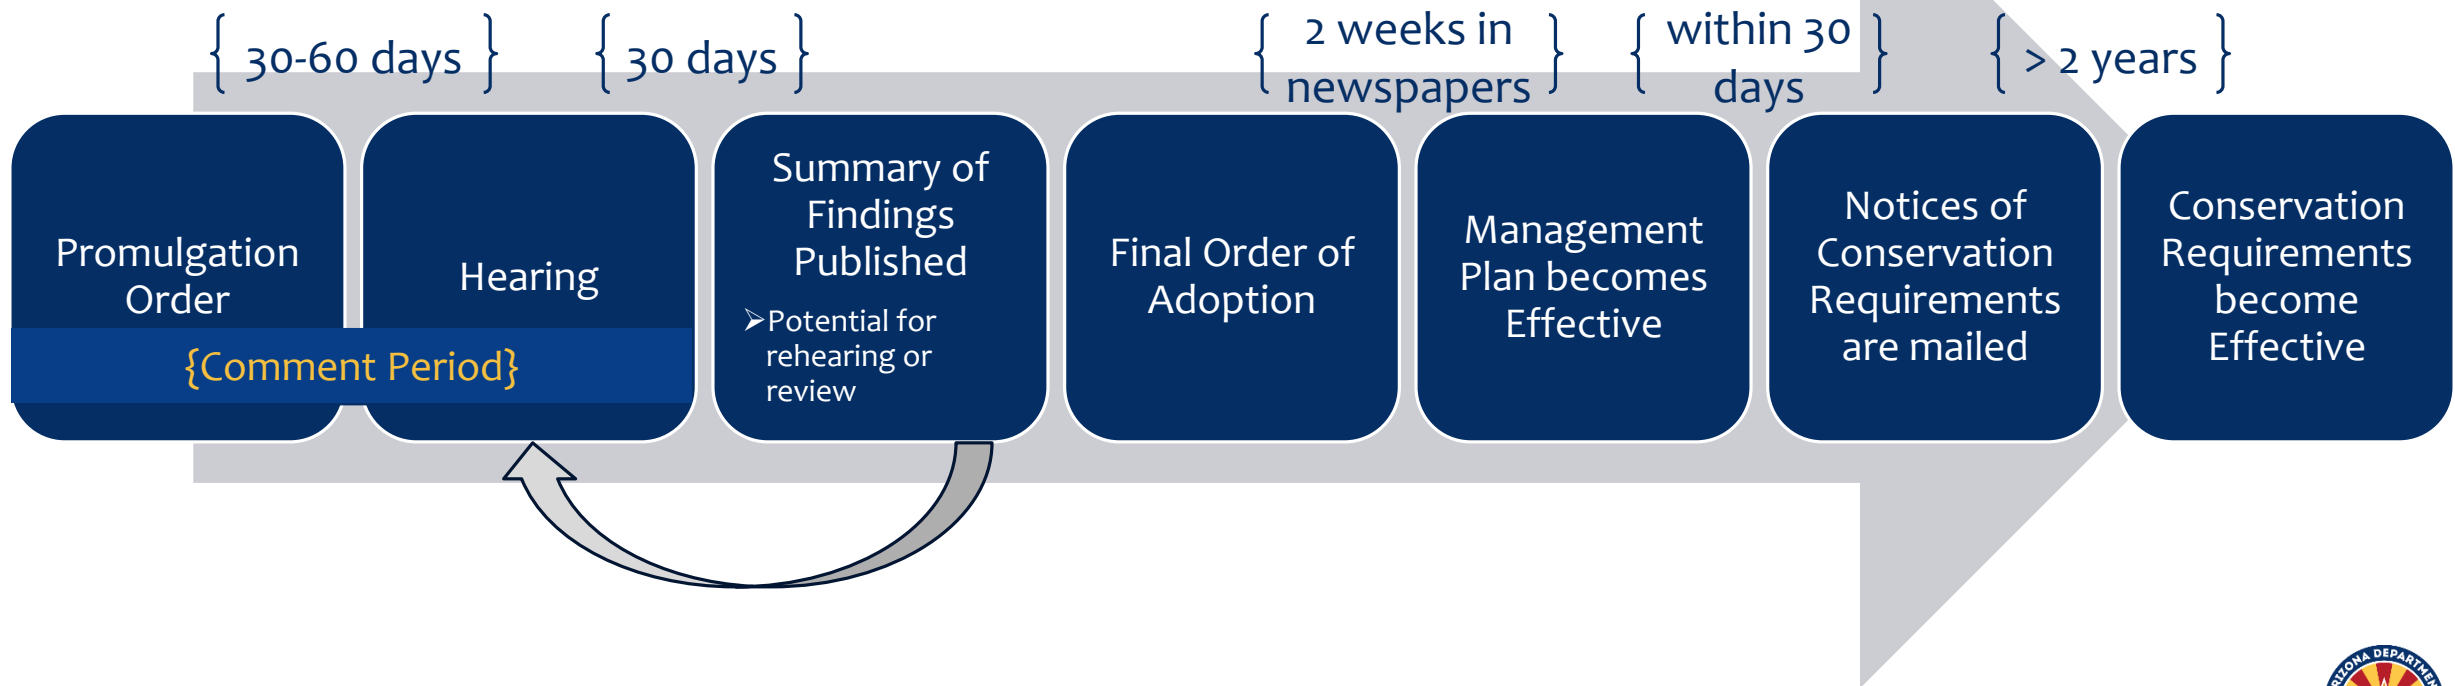 { 30-60 days }
{ 30 days }
{ 2 weeks in
newspapers }
{ within 30
days }
{ > 2 years }
Promulgation
Order
Hearing
{Comment Period}
Summary of
Findings
Published
➢Potential for
rehearing or
review
Final Order of
Adoption
Management
Plan becomes
Effective
Notices of
Conservation
Requirements
are mailed
Conservation
Requirements
become
Effective